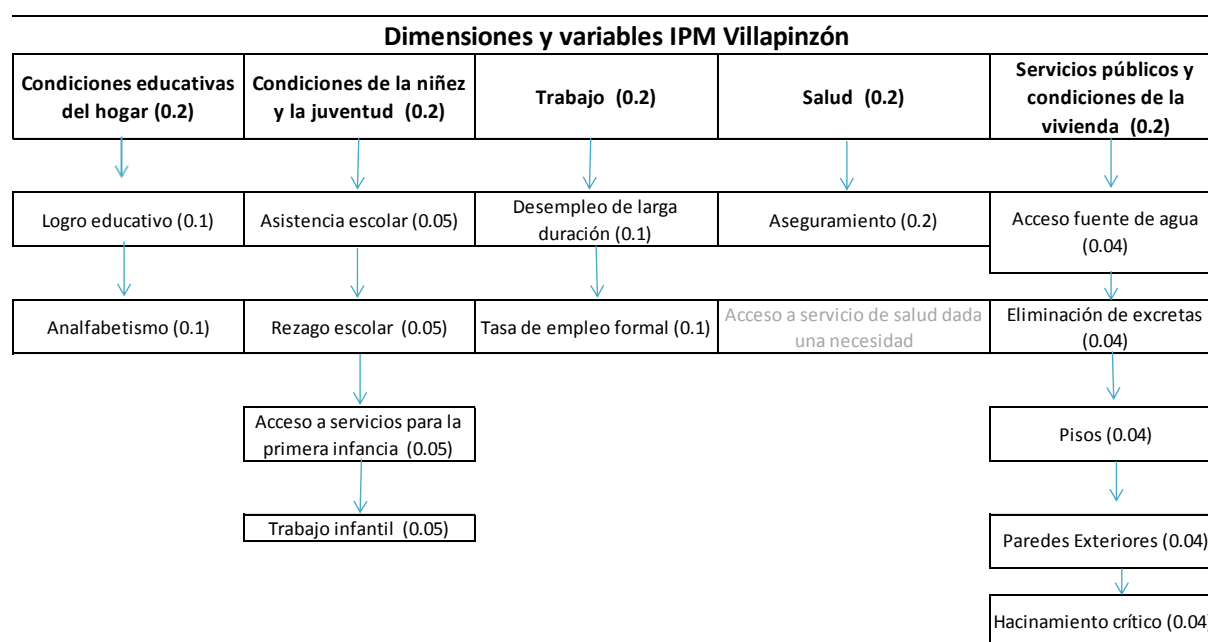 Dimensiones y variables IPM Villapinzón
Condiciones educativas
del hogar (0.2)
Condiciones de la niñez
y la juventud (0.2)
Trabajo (0.2)
Salud (0.2)
Servicios públicos y
condiciones de la
vivienda (0.2)
Logro educativo (0.1)
Asistencia escolar (0.05)
Desempleo de larga
duración (0.1)
Aseguramiento (0.2)
Acceso fuente de agua
(0.04)
Analfabetismo (0.1)
Rezago escolar (0.05)
Tasa de empleo formal (0.1)
Acceso a servicio de salud dada
una necesidad
Eliminación de excretas
(0.04)
Acceso a servicios para la
primera infancia (0.05)
Pisos (0.04)
Trabajo infantil (0.05)
Paredes Exteriores (0.04)
Hacinamiento crítico (0.04)